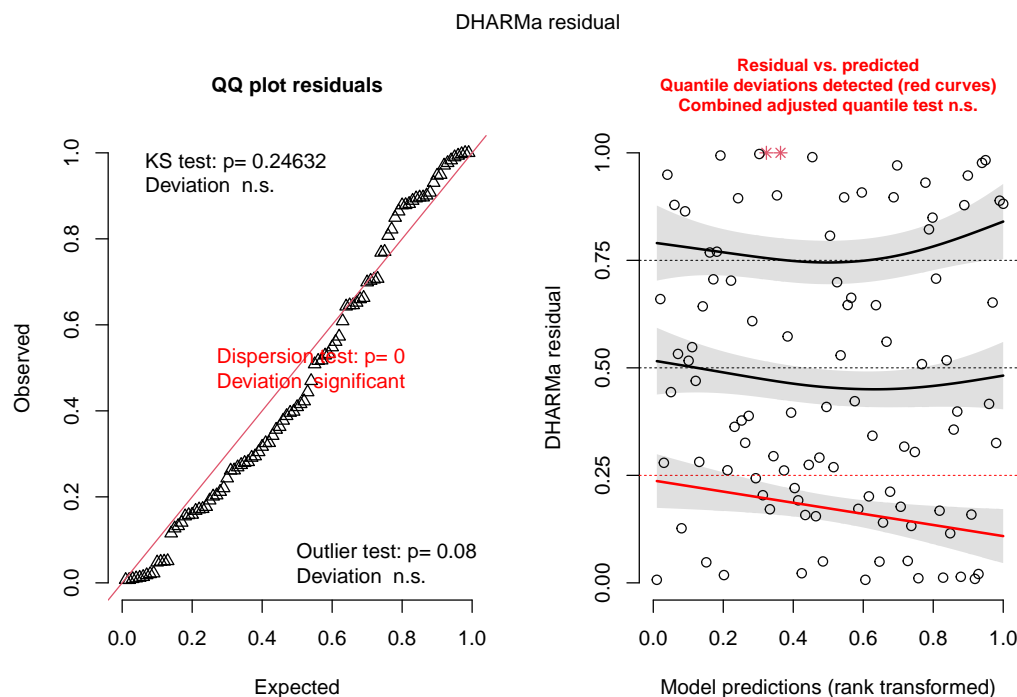 DHARMa residual
QQ plot residuals
KS test: p= 0.24632
Deviation n.s.
Dispersion test: p= 0
Deviation significant
Outlier test: p= 0.08
Deviation n.s.
Observed
0.0 0.2 0.4 0.6 0.8 1.0
0.0 0.2 0.4 0.6 0.8 1.0
Expected
Residual vs. predicted
Quantile deviations detected (red curves)
Combined adjusted quantile test n.s.
DHARMa residual
0.00 0.25 0.50 0.75 1.00
0.0 0.2 0.4 0.6 0.8 1.0
Model predictions (rank transformed)